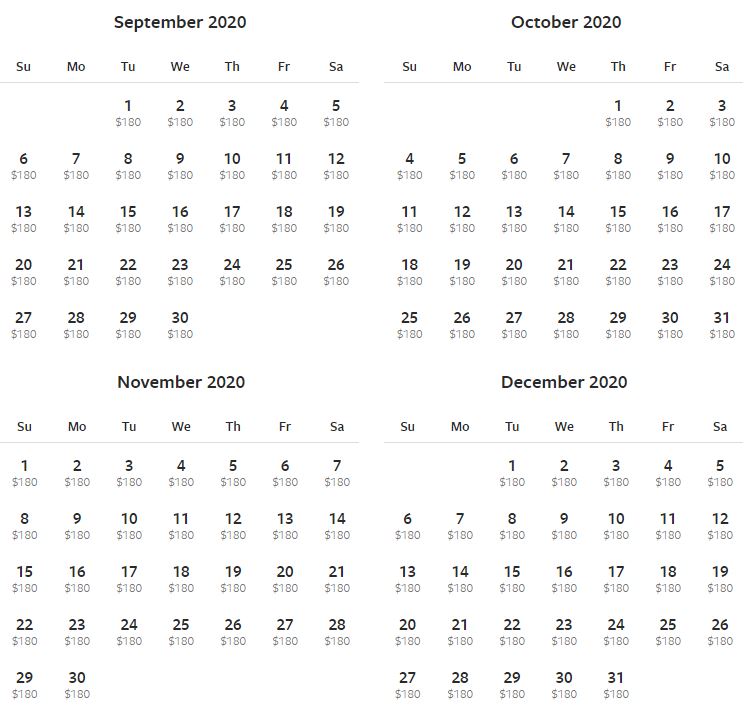 September 2020
Su Mo Tu We Th Fr Sa
1 2 3 4 5
$180 $180 $180 $180 $180
6 7 8 9 10 11 12
$180 $180 $180 $180 $180 $180 $180
13 14 15 16 17 18 19
$180 $180 $180 $180 $180 $180 $180
20 21 22 23 24 25 26
$180 $180 $180 $180 $180 $180 $180
27 28 29 30
$180 $180 $180 $180
October 2020
Su Mo Tu We Th Fr Sa
1 2 3
$180 $180 $180
4 5 6 7 8 9 10
$180 $180 $180 $180 $180 $180 $180
11 12 13 14 15 16 17
$180 $180 $180 $180 $180 $180 $180
18 19 20 21 22 23 24
$180 $180 $180 $180 $180 $180 $180
25 26 27 28 29 30 31
$180 $180 $180 $180 $180 $180 $180
November 2020
Su Mo Tu We Th Fr Sa
1 2 3 4 5 6 7
$180 $180 $180 $180 $180 $180 $180
8 9 10 11 12 13 14
$180 $180 $180 $180 $180 $180 $180
15 16 17 18 19 20 21
$180 $180 $180 $180 $180 $180 $180
22 23 24 25 26 27 28
$180 $180 $180 $180 $180 $180 $180
29 30
$180 $180
December 2020
Su Mo Tu We Th Fr Sa
1 2 3 4 5
$180 $180 $180 $180 $180
6 7 8 9 10 11 12
$180 $180 $180 $180 $180 $180 $180
13 14 15 16 17 18 19
$180 $180 $180 $180 $180 $180 $180
20 21 22 23 24 25 26
$180 $180 $180 $180 $180 $180 $180
27 28 29 30 31
$180 $180 $180 $180 $180